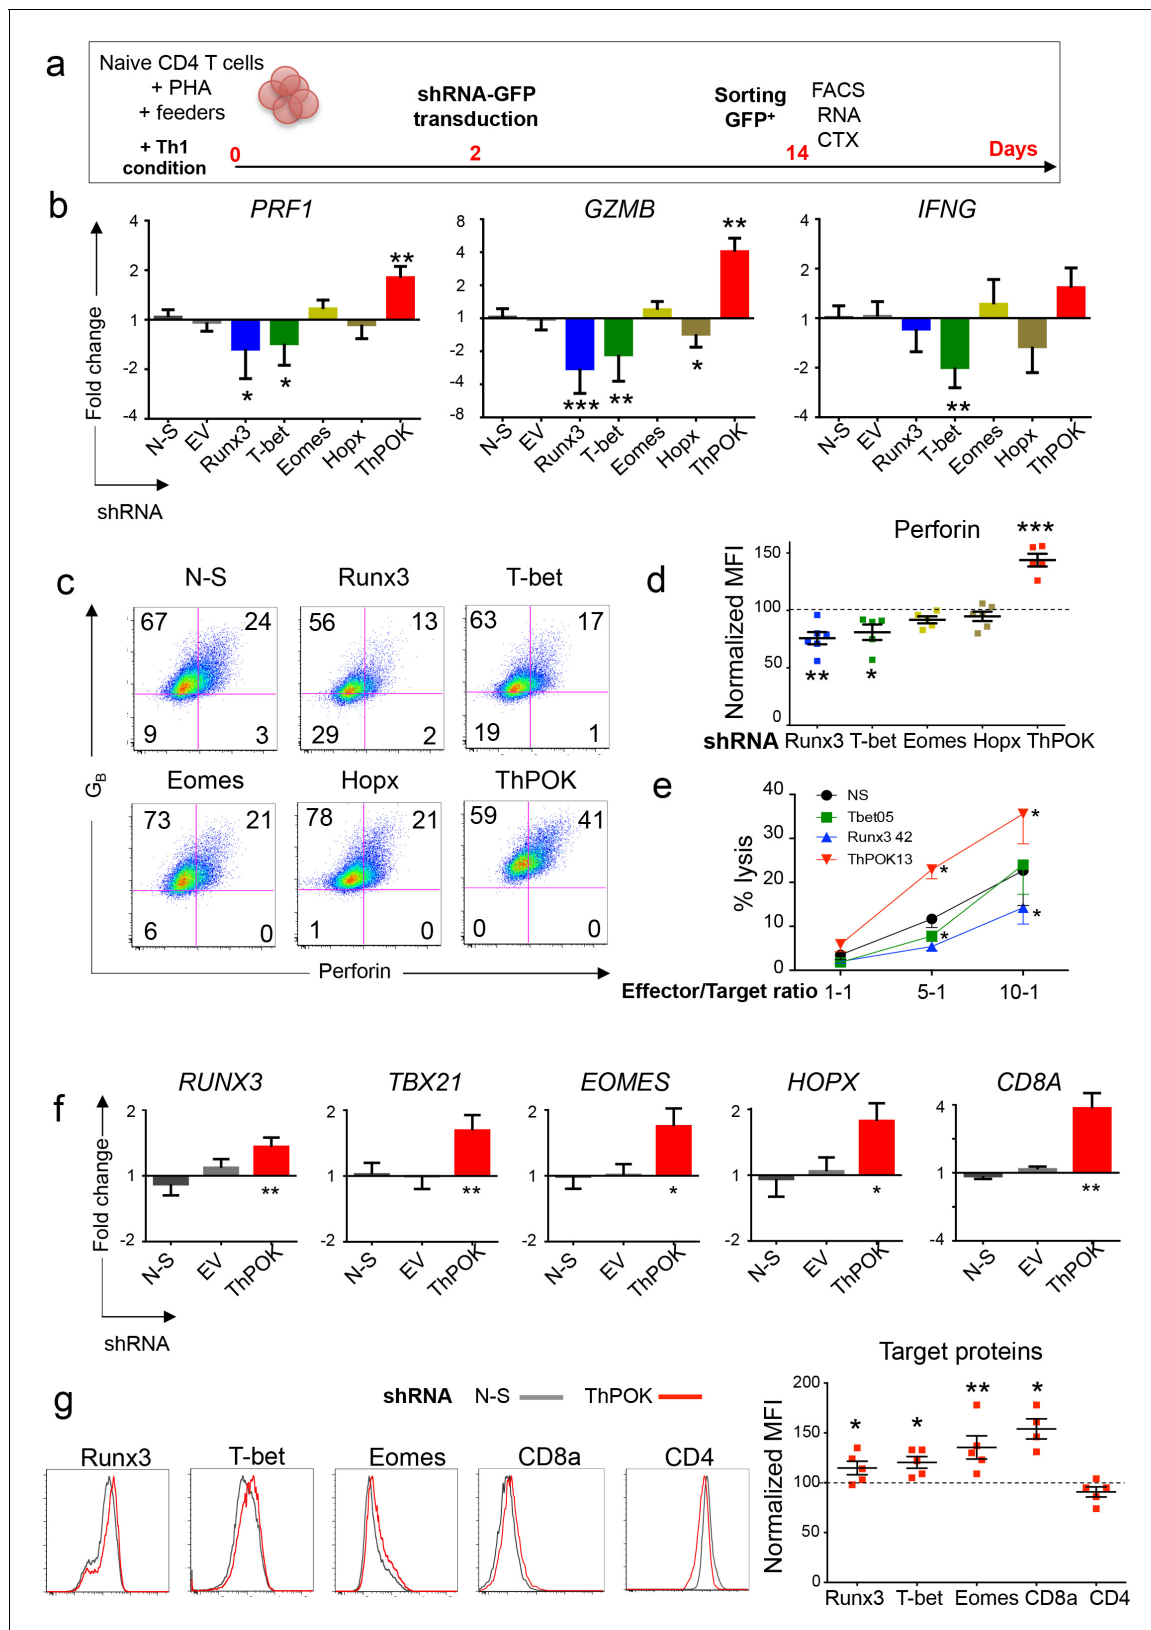 a
Naive CD4 T cells
+ PHA
+ feeders
+ Th1
condition
shRNA-GFP
transduction
Sorting
GFP+
FACS
RNA
CTX
0
2
14
Days
b
PRF1
GZMB
IFNG
Fold change
4
2
1
-2
-4
8
4
2
1
-2
-4
-8
4
2
1
-2
-4
**
*
*
**
***
**
*
**
N-S
EV
Runx3
T-bet
Eomes
Hopx
ThPOK
N-S
EV
Runx3
T-bet
Eomes
Hopx
ThPOK
N-S
EV
Runx3
T-bet
Eomes
Hopx
ThPOK
shRNA
c
N-S
Runx3
T-bet
67 24
9 3
56 13
29 2
63 17
19 1
Eomes
Hopx
ThPOK
73 21
6 0
78 21
1 0
59 41
0 0
GB
Perforin
d
Perforin
Normalized MFI
150
100
50
0
**
*
***
shRNA Runx3 T-bet Eomes Hopx ThPOK
e
% lysis
40
30
20
10
0
NS
Tbet05
Runx3 42
ThPOK13
*
*
*
*
Effector/Target ratio 1-1 5-1 10-1
f
RUNX3
TBX21
EOMES
HOPX
CD8A
Fold change
2
1
-2
2
1
-2
2
1
-2
2
1
-2
4
1
-4
**
**
*
*
**
N-S
EV
ThPOK
N-S
EV
ThPOK
N-S
EV
ThPOK
N-S
EV
ThPOK
N-S
EV
ThPOK
shRNA
g
shRNA N-S ThPOK
Runx3
T-bet
Eomes
CD8a
CD4
Target proteins
Normalized MFI
200
150
100
50
0
*
*
**
*
Runx3 T-bet Eomes CD8a CD4